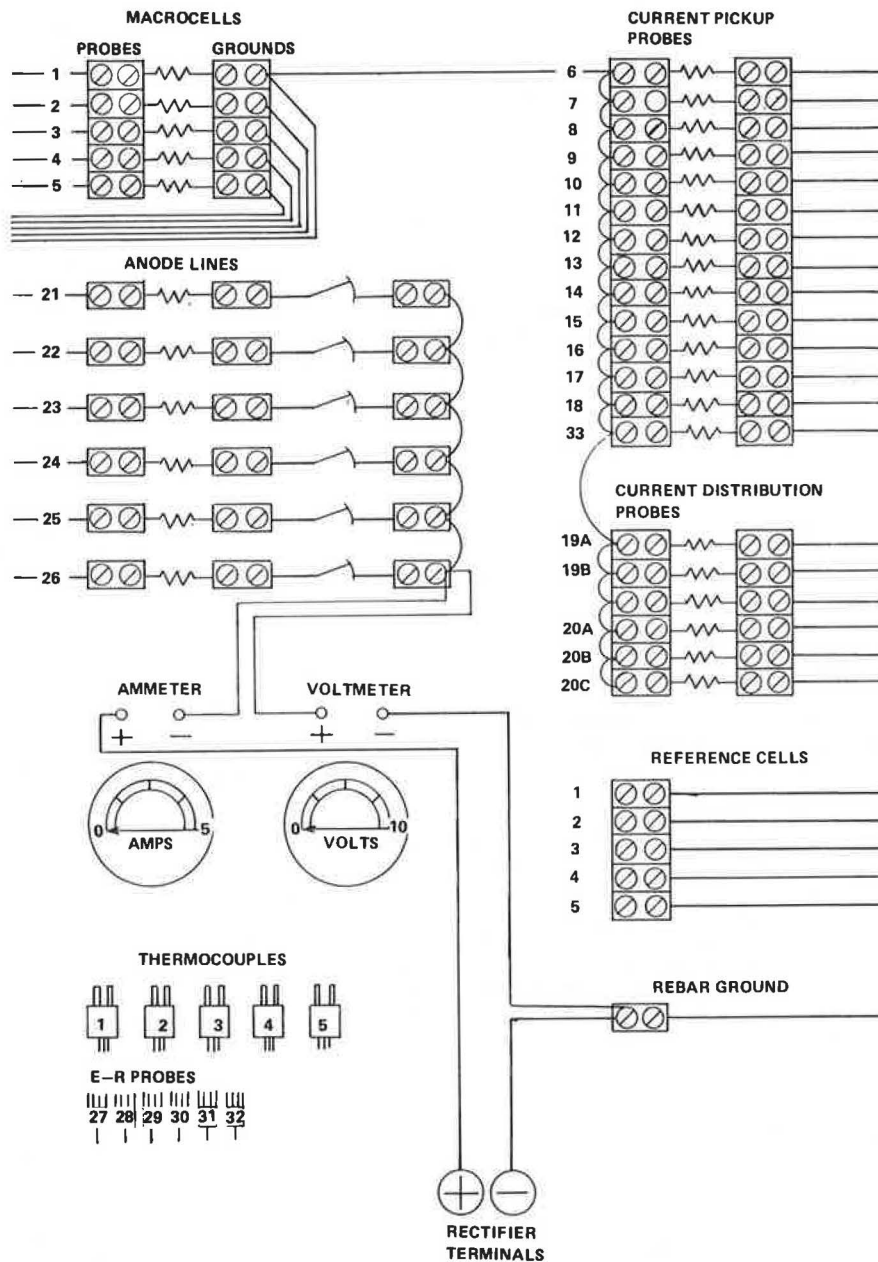 MACROCELLS
PROBES GROUNDS
1
2
3
4
5
CURRENT PICKUP
PROBES
6
7
8
9
10
11
12
13
14
15
16
17
18
33
ANODE LINES
21
22
23
24
25
26
CURRENT DISTRIBUTION
PROBES
19A
19B
20A
20B
20C
AMMETER
+ −
0 5
AMPS
VOLTMETER
+ −
0 10
VOLTS
REFERENCE CELLS
1
2
3
4
5
THERMOCOUPLES
1 2 3 4 5
REBAR GROUND
E–R PROBES
27 28 29 30 31 32
+ −
RECTIFIER
TERMINALS